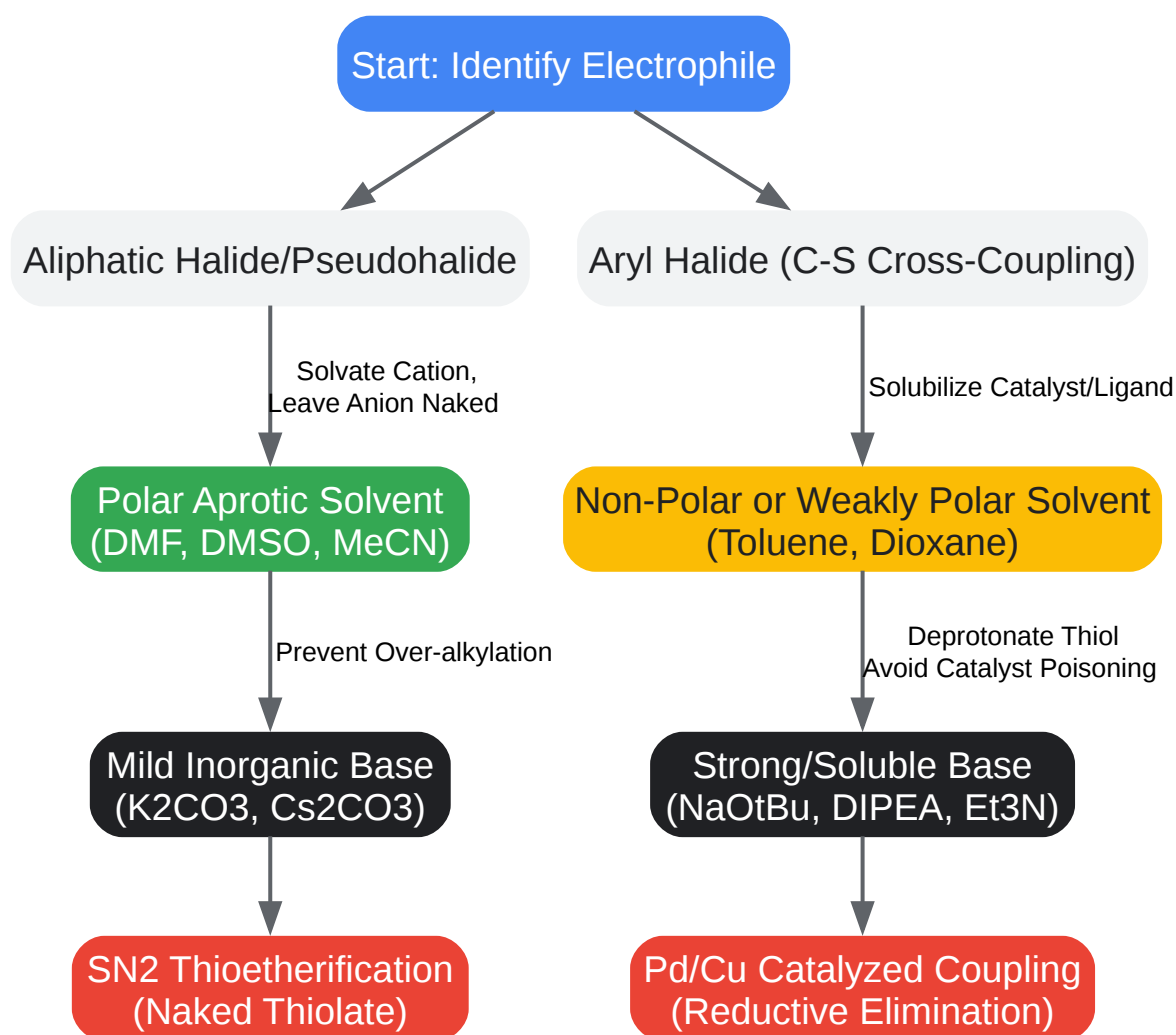 Start: Identify Electrophile
Aliphatic Halide/Pseudohalide
Aryl Halide (C-S Cross-Coupling)
Solvate Cation,
Leave Anion Naked
Solubilize Catalyst/Ligand
Polar Aprotic Solvent
(DMF, DMSO, MeCN)
Non-Polar or Weakly Polar Solvent
(Toluene, Dioxane)
Prevent Over-alkylation
Deprotonate Thiol
Avoid Catalyst Poisoning
Mild Inorganic Base
(K2CO3, Cs2CO3)
Strong/Soluble Base
(NaOtBu, DIPEA, Et3N)
SN2 Thioetherification
(Naked Thiolate)
Pd/Cu Catalyzed Coupling
(Reductive Elimination)